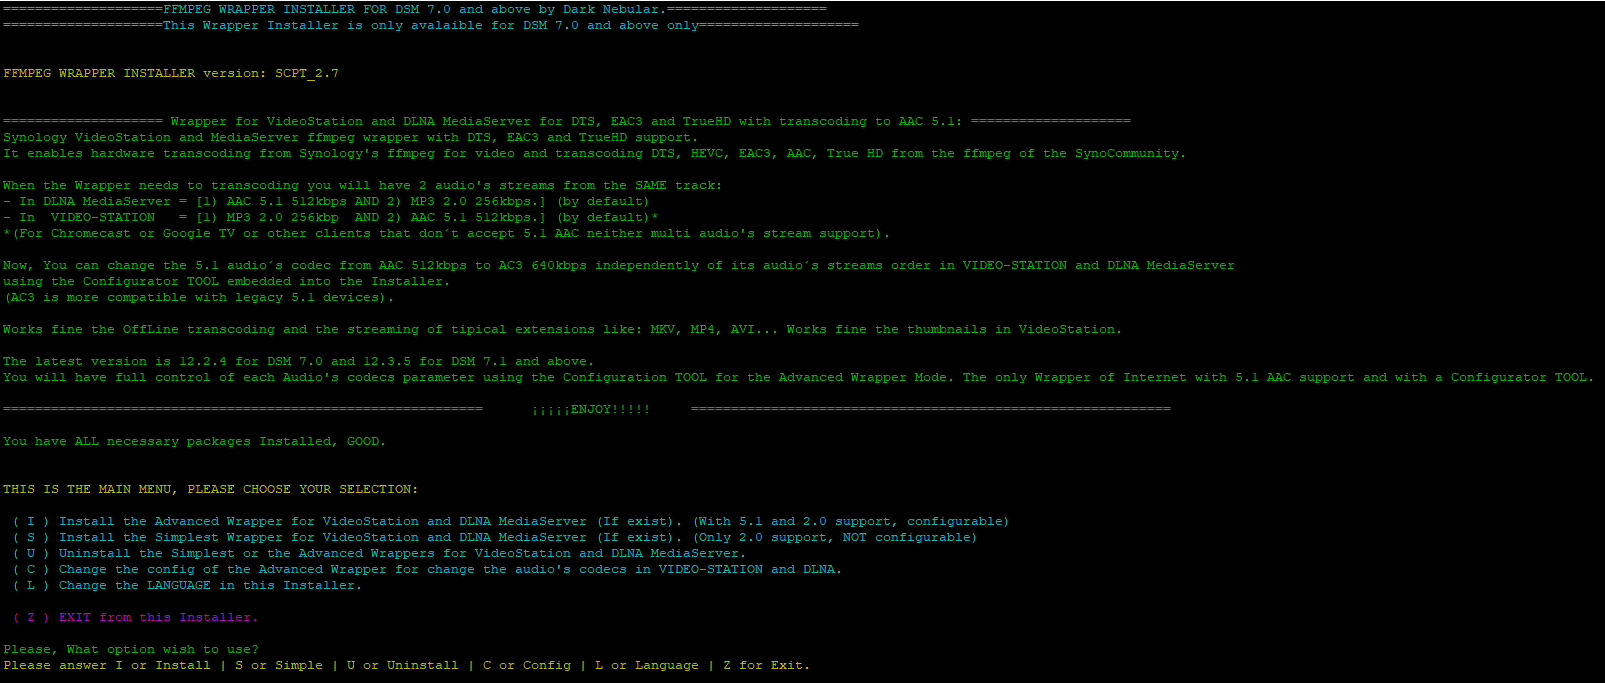 ====================FFMPEG WRAPPER INSTALLER FOR DSM 7.0 and above by Dark Nebular.====================
====================This Wrapper Installer is only avalaible for DSM 7.0 and above only====================
FFMPEG WRAPPER INSTALLER version: SCPT_2.7
==================== Wrapper for VideoStation and DLNA MediaServer for DTS, EAC3 and TrueHD with transcoding to AAC 5.1: ====================
Synology VideoStation and MediaServer ffmpeg wrapper with DTS, EAC3 and TrueHD support.
It enables hardware transcoding from Synology's ffmpeg for video and transcoding DTS, HEVC, EAC3, AAC, True HD from the ffmpeg of the SynoCommunity.
When the Wrapper needs to transcoding you will have 2 audio's streams from the SAME track:
- In DLNA MediaServer = [1) AAC 5.1 512kbps AND 2) MP3 2.0 256kbps.] (by default)
- In  VIDEO-STATION   = [1) MP3 2.0 256kbp  AND 2) AAC 5.1 512kbps.] (by default)*
*(For Chromecast or Google TV or other clients that don´t accept 5.1 AAC neither multi audio's stream support).
Now, You can change the 5.1 audio´s codec from AAC 512kbps to AC3 640kbps independently of its audio´s streams order in VIDEO-STATION and DLNA MediaServer
using the Configurator TOOL embedded into the Installer.
(AC3 is more compatible with legacy 5.1 devices).
Works fine the OffLine transcoding and the streaming of tipical extensions like: MKV, MP4, AVI... Works fine the thumbnails in VideoStation.
The latest version is 12.2.4 for DSM 7.0 and 12.3.5 for DSM 7.1 and above.
You will have full control of each Audio's codecs parameter using the Configuration TOOL for the Advanced Wrapper Mode. The only Wrapper of Internet with 5.1 AAC support and with a Configurator TOOL.
============================================================      ¡¡¡¡¡ENJOY!!!!!     ============================================================
You have ALL necessary packages Installed, GOOD.
THIS IS THE MAIN MENU, PLEASE CHOOSE YOUR SELECTION:
( I ) Install the Advanced Wrapper for VideoStation and DLNA MediaServer (If exist). (With 5.1 and 2.0 support, configurable)
( S ) Install the Simplest Wrapper for VideoStation and DLNA MediaServer (If exist). (Only 2.0 support, NOT configurable)
( U ) Uninstall the Simplest or the Advanced Wrappers for VideoStation and DLNA MediaServer.
( C ) Change the config of the Advanced Wrapper for change the audio's codecs in VIDEO-STATION and DLNA.
( L ) Change the LANGUAGE in this Installer.
( Z ) EXIT from this Installer.
Please, What option wish to use?
Please answer I or Install | S or Simple | U or Uninstall | C or Config | L or Language | Z for Exit.